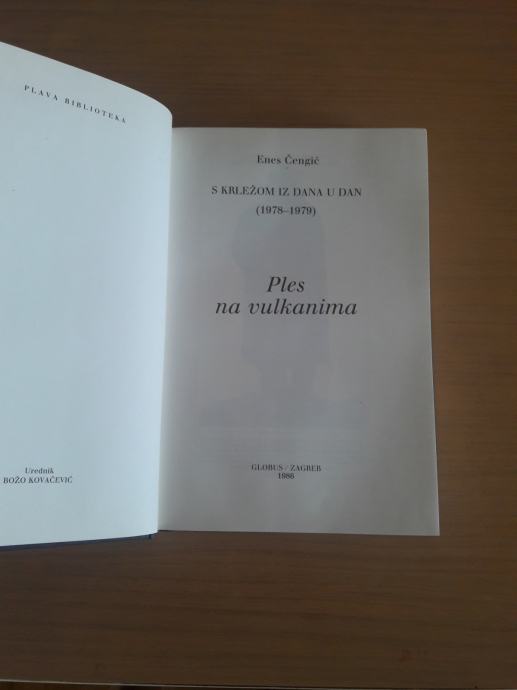 PLAVA BIBLIOTEKA
Urednik
BOŽO KOVAČEVIĆ
Enes Čengić
S KRLEŽOM IZ DANA U DAN
(1978–1979)
Ples
na vulkanima
GLOBUS / ZAGREB
1986